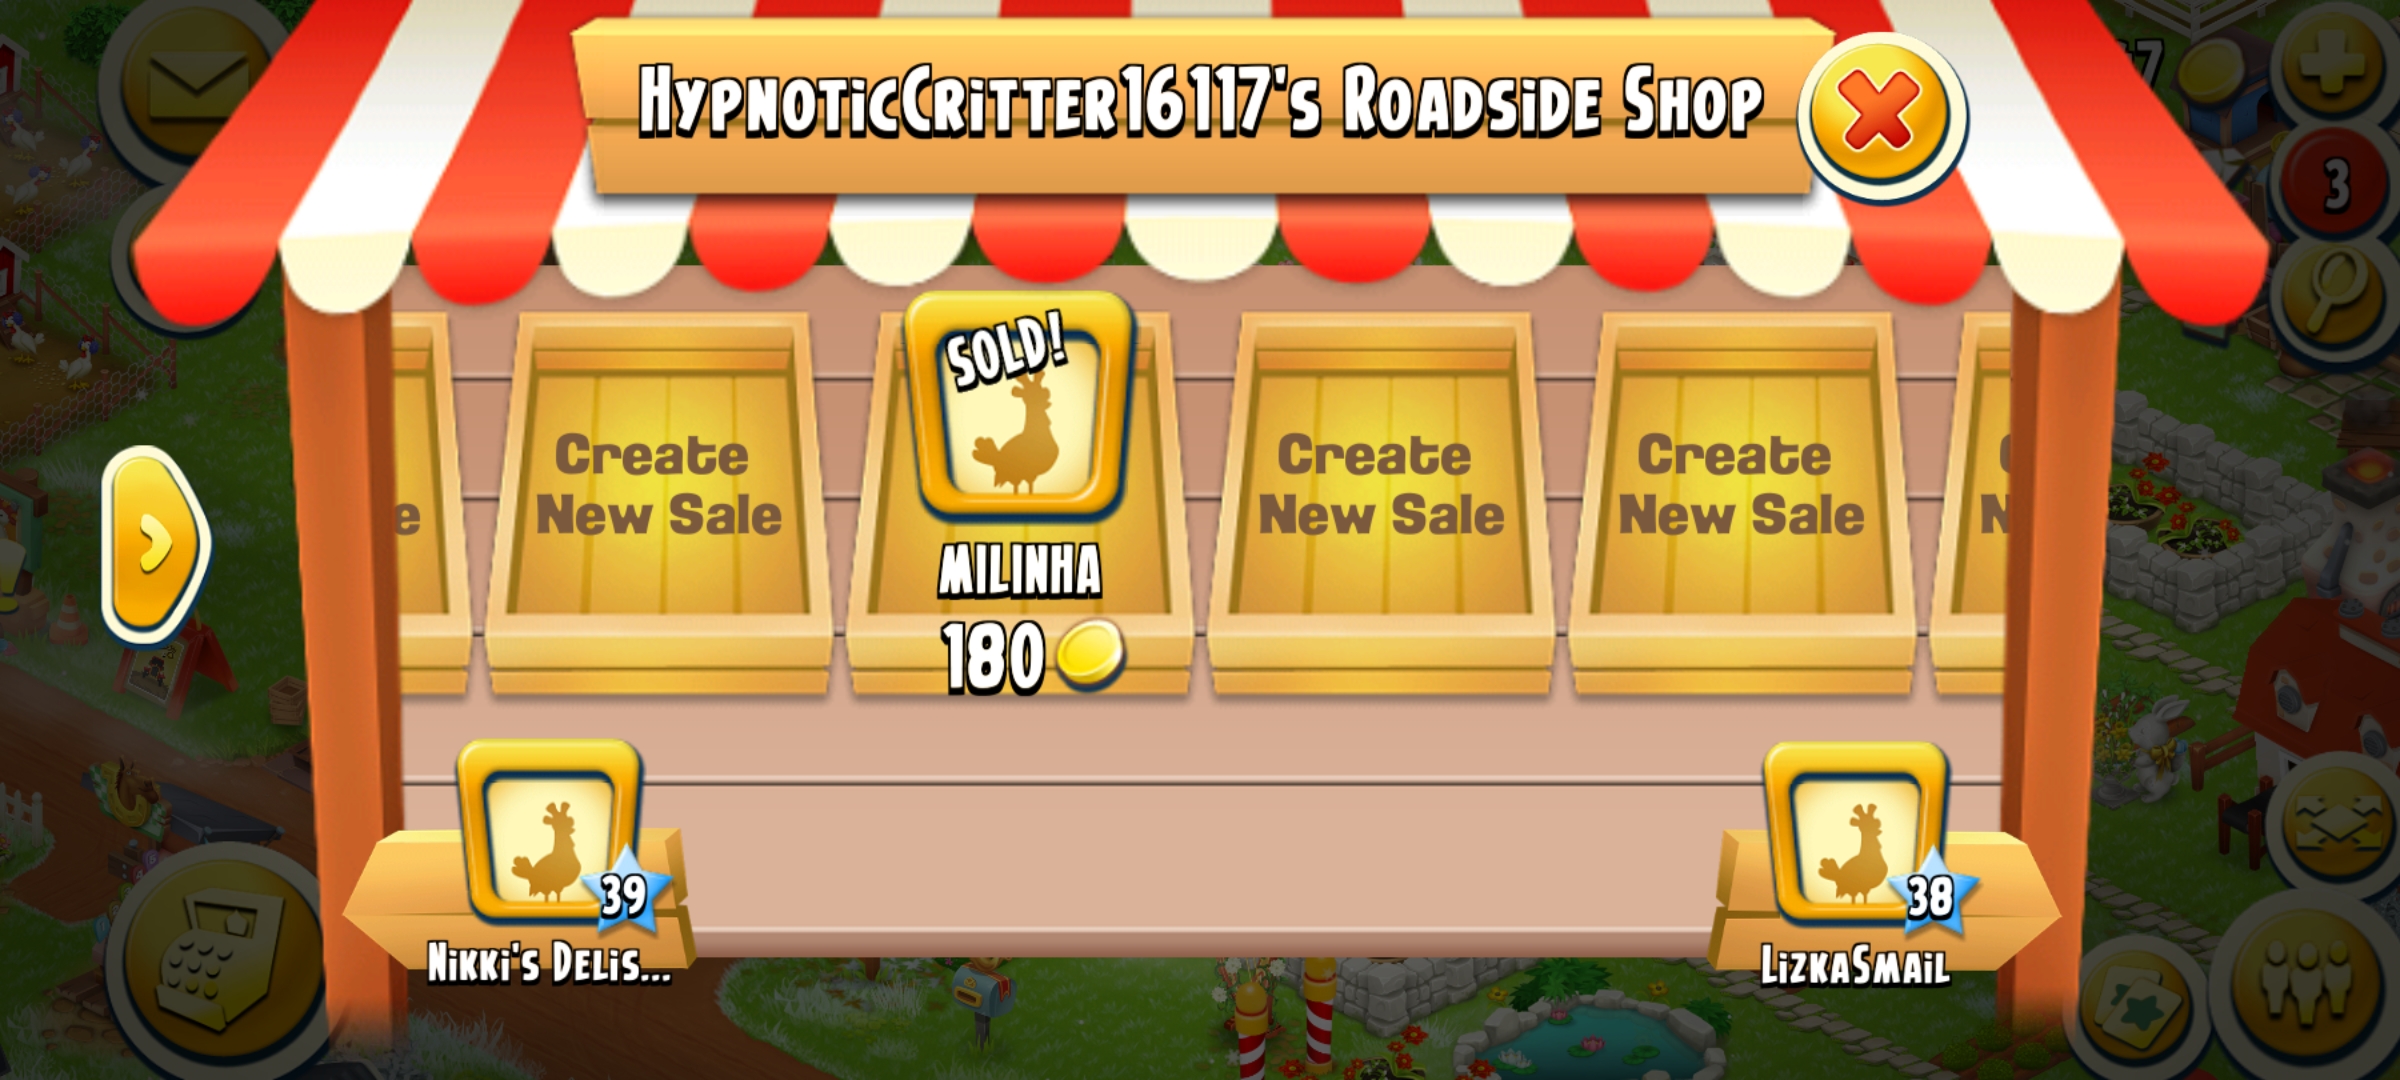 HypnoticCritter16117's Roadside Shop
7
3
e
Create
New Sale
SOLD!
MILINHA
180
Create
New Sale
Create
New Sale
N
39
Nikki's Delis...
38
LizkaSmail